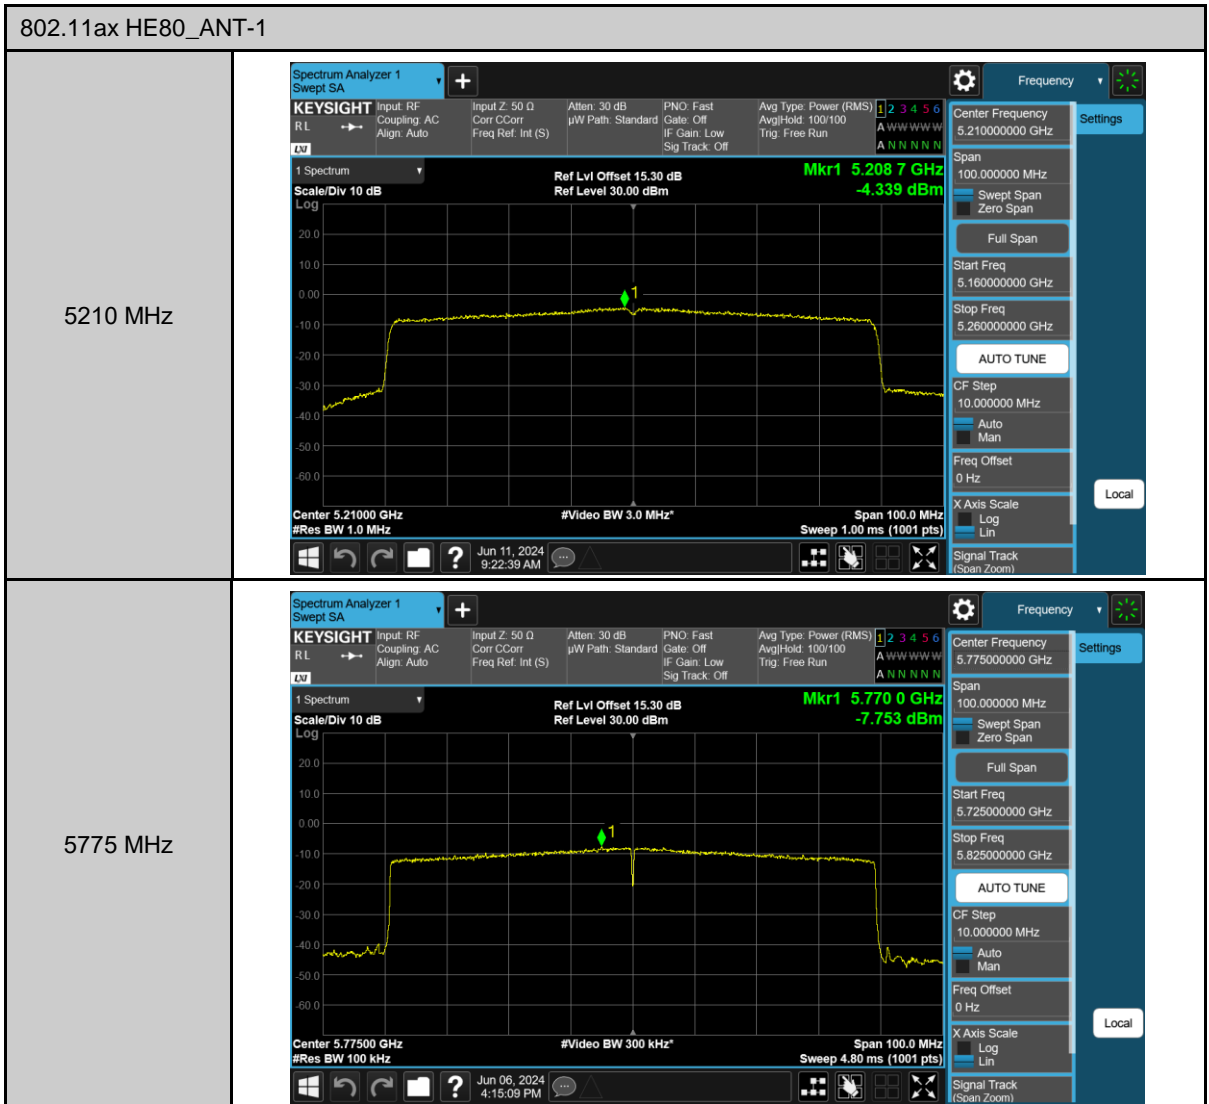 802.11ax HE80_ANT-1
5210 MHz
Spectrum Analyzer 1
Swept SA
+
Frequency
KEYSIGHT
RL
LXI
Input: RF
Coupling: AC
Align: Auto
Input Z: 50 Ω
Corr CCorr
Freq Ref: Int (S)
Atten: 30 dB
µW Path: Standard
PNO: Fast
Gate: Off
IF Gain: Low
Sig Track: Off
Avg Type: Power (RMS)
Avg|Hold: 100/100
Trig: Free Run
1 2 3 4 5 6
A W W W W W
A N N N N N
1 Spectrum
Scale/Div 10 dB
Log
Ref Lvl Offset 15.30 dB
Ref Level 30.00 dBm
Mkr1 5.208 7 GHz
-4.339 dBm
20.0
10.0
0.00
-10.0
-20.0
-30.0
-40.0
-50.0
-60.0
1
Center 5.21000 GHz
#Res BW 1.0 MHz
#Video BW 3.0 MHz*
Span 100.0 MHz
Sweep 1.00 ms (1001 pts)
Jun 11, 2024
9:22:39 AM
?
Center Frequency
5.210000000 GHz
Settings
Span
100.000000 MHz
Swept Span
Zero Span
Full Span
Start Freq
5.160000000 GHz
Stop Freq
5.260000000 GHz
AUTO TUNE
CF Step
10.000000 MHz
Auto
Man
Freq Offset
0 Hz
X Axis Scale
Log
Lin
Local
Signal Track
(Span Zoom)
5775 MHz
Spectrum Analyzer 1
Swept SA
+
Frequency
KEYSIGHT
RL
LXI
Input: RF
Coupling: AC
Align: Auto
Input Z: 50 Ω
Corr CCorr
Freq Ref: Int (S)
Atten: 30 dB
µW Path: Standard
PNO: Fast
Gate: Off
IF Gain: Low
Sig Track: Off
Avg Type: Power (RMS)
Avg|Hold: 100/100
Trig: Free Run
1 2 3 4 5 6
A W W W W W
A N N N N N
1 Spectrum
Scale/Div 10 dB
Log
Ref Lvl Offset 15.30 dB
Ref Level 30.00 dBm
Mkr1 5.770 0 GHz
-7.753 dBm
20.0
10.0
0.00
-10.0
-20.0
-30.0
-40.0
-50.0
-60.0
1
Center 5.77500 GHz
#Res BW 100 kHz
#Video BW 300 kHz*
Span 100.0 MHz
Sweep 4.80 ms (1001 pts)
Jun 06, 2024
4:15:09 PM
?
Center Frequency
5.775000000 GHz
Settings
Span
100.000000 MHz
Swept Span
Zero Span
Full Span
Start Freq
5.725000000 GHz
Stop Freq
5.825000000 GHz
AUTO TUNE
CF Step
10.000000 MHz
Auto
Man
Freq Offset
0 Hz
X Axis Scale
Log
Lin
Local
Signal Track
(Span Zoom)